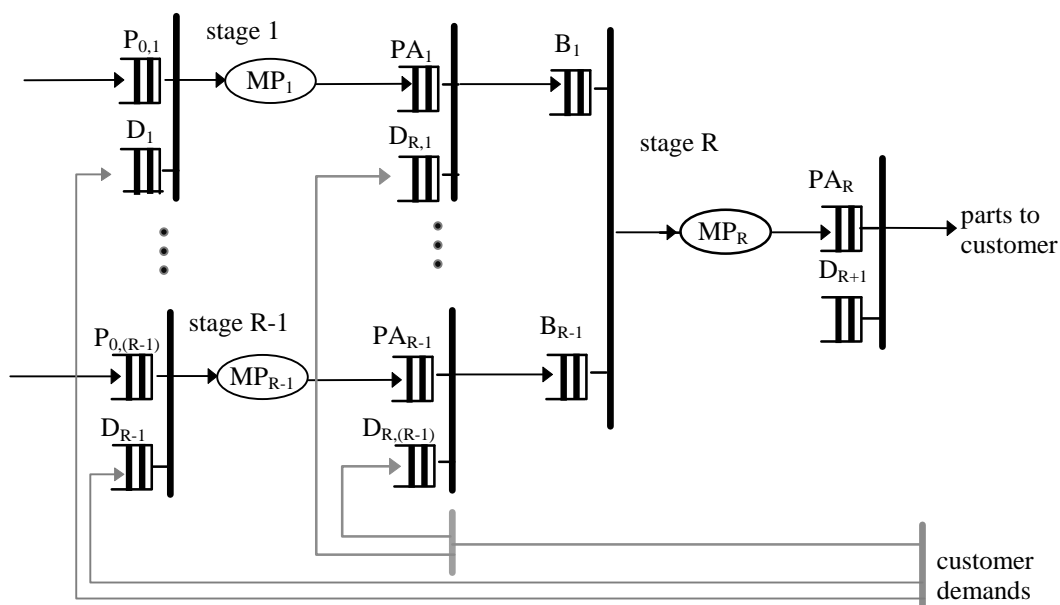 P0,1
stage 1
MP1
PA1
B1
D1
DR,1
stage R
PAR
MPR
parts to
customer
DR+1
P0,(R-1)
stage R-1
MPR-1
PAR-1
BR-1
DR-1
DR,(R-1)
customer
demands